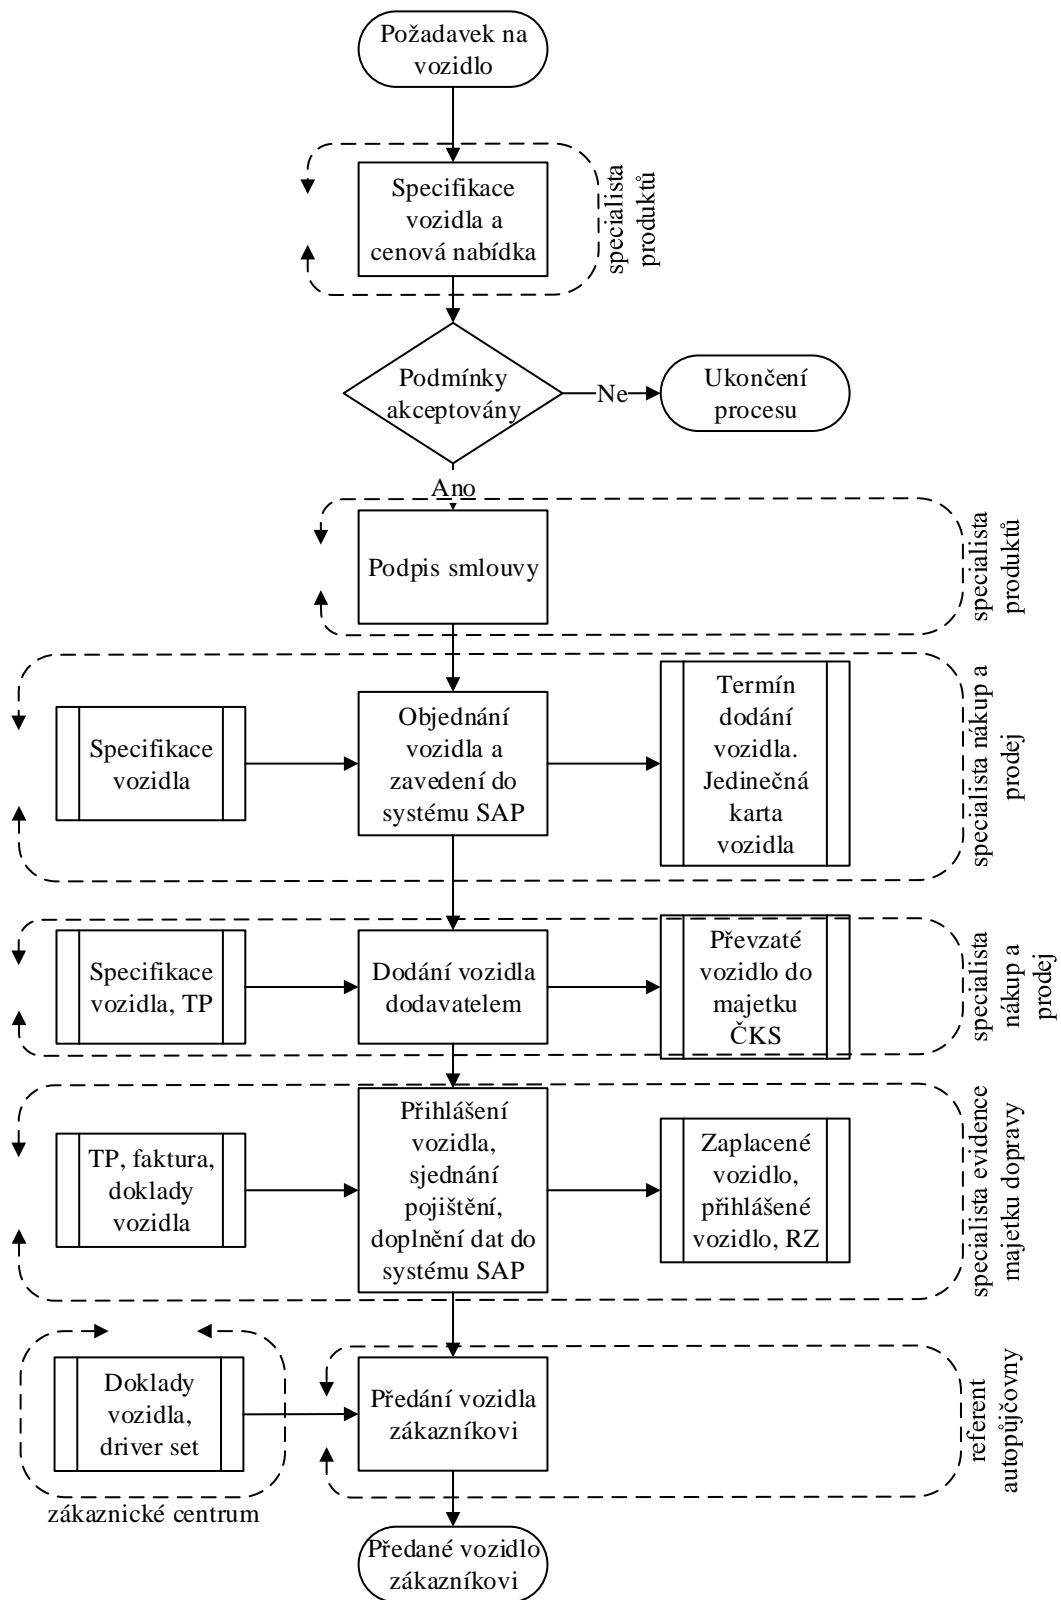 Požadavek na
vozidlo
Specifikace
vozidla a
cenová nabídka
specialista
produktů
Podmínky
akceptovány
Ne
Ukončení
procesu
Ano
Podpis smlouvy
specialista
produktů
Specifikace
vozidla
Objednání
vozidla a
zavedení do
systému SAP
Termín
dodání
vozidla.
Jedinečná
karta
vozidla
specialista nákup a
prodej
Specifikace
vozidla, TP
Dodání vozidla
dodavatelem
Převzaté
vozidlo do
majetku
ČKS
specialista
nákup a
prodej
TP, faktura,
doklady
vozidla
Přihlášení
vozidla,
sjednání
pojištění,
doplnění dat do
systému SAP
Zaplacené
vozidlo,
přihlášené
vozidlo, RZ
specialista evidence
majetku dopravy
Doklady
vozidla,
driver set
zákaznické centrum
Předání vozidla
zákazníkovi
referent
autopůjčovny
Předané vozidlo
zákazníkovi